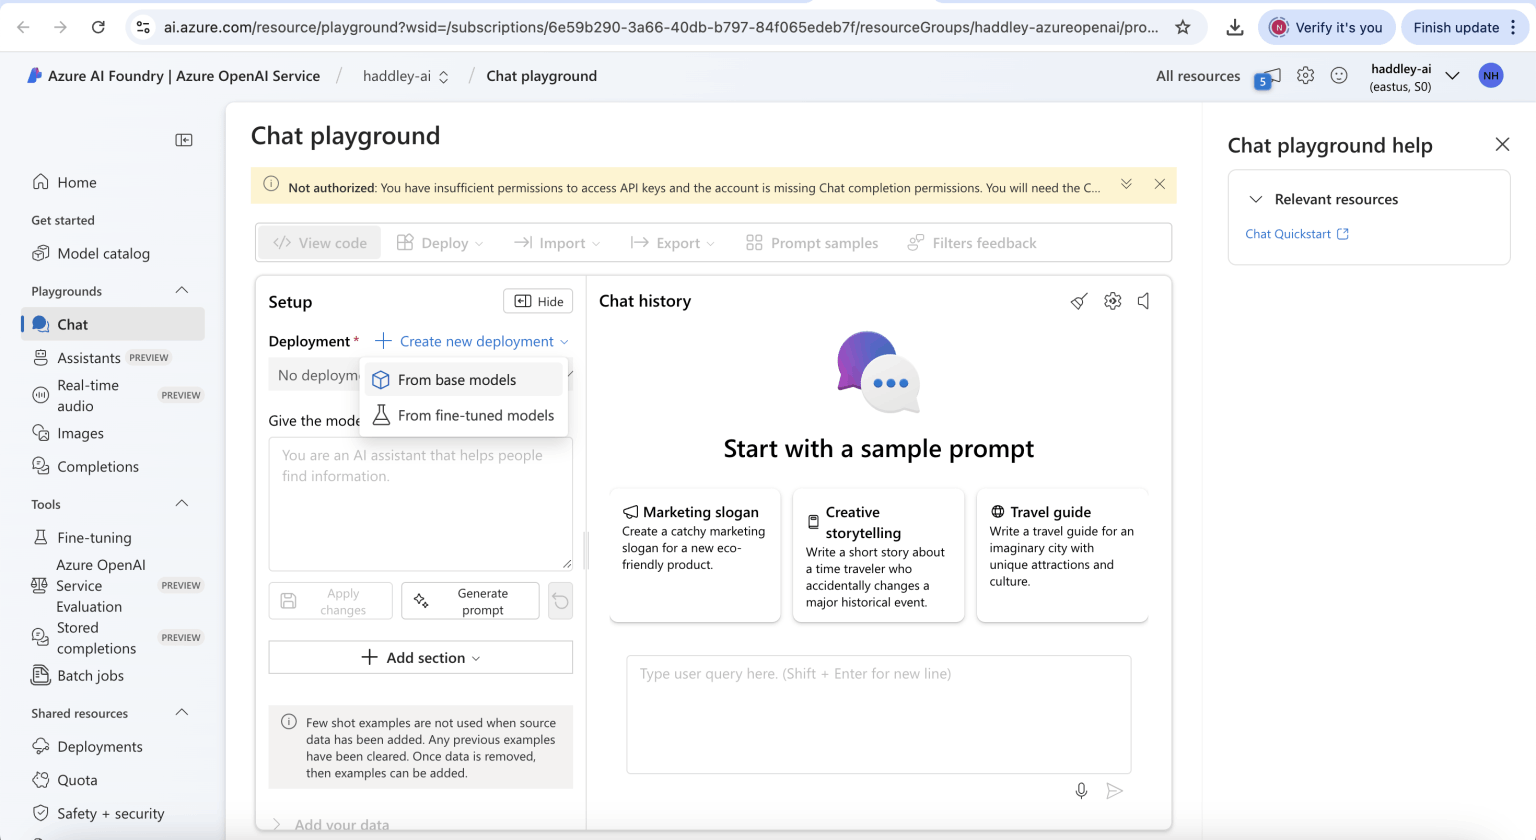 ai.azure.com/resource/playground?wsid=/subscriptions/6e59b290-3a66-40db-b797-84f065edeb7f/resourceGroups/haddley-azureopenai/pro...
N
Verify it's you
Finish update
Azure AI Foundry | Azure OpenAI Service
/
haddley-ai
/
Chat playground
All resources
5
haddley-ai
(eastus, S0)
NH
Home
Get started
Model catalog
Playgrounds
Chat
Assistants PREVIEW
Real-time
audio
PREVIEW
Images
Completions
Tools
Fine-tuning
Azure OpenAI
Service
Evaluation
PREVIEW
Stored
completions
PREVIEW
Batch jobs
Shared resources
Deployments
Quota
Safety + security
Chat playground
Not authorized: You have insufficient permissions to access API keys and the account is missing Chat completion permissions. You will need the C...
View code
Deploy
Import
Export
Prompt samples
Filters feedback
Setup
Hide
Deployment *
Create new deployment
No deploym
From base models
From fine-tuned models
Give the mode
You are an AI assistant that helps people
find information.
Apply
changes
Generate
prompt
Add section
Few shot examples are not used when source
data has been added. Any previous examples
have been cleared. Once data is removed,
then examples can be added.
Add your data
Chat history
Start with a sample prompt
Marketing slogan
Create a catchy marketing
slogan for a new eco-
friendly product.
Creative
storytelling
Write a short story about
a time traveler who
accidentally changes a
major historical event.
Travel guide
Write a travel guide for an
imaginary city with
unique attractions and
culture.
Type user query here. (Shift + Enter for new line)
Chat playground help
Relevant resources
Chat Quickstart